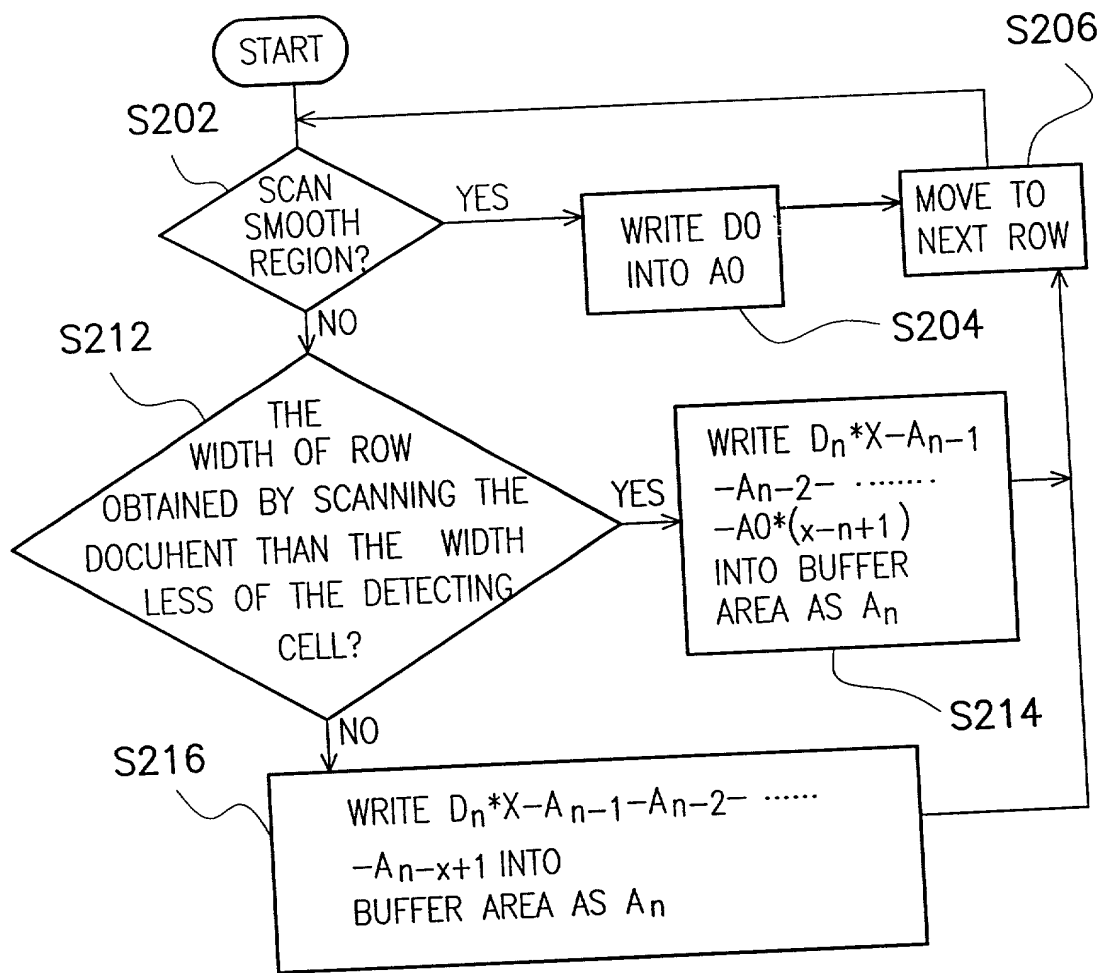 START
S206
S202
SCAN
SMOOTH
REGION?
YES
WRITE D0
INTO A0
MOVE TO
NEXT ROW
S204
NO
S212
THE
WIDTH OF ROW
OBTAINED BY SCANNING THE
DOCUHENT THAN THE WIDTH
LESS OF THE DETECTING
CELL?
YES
WRITE Dn*X-An-1
-An-2- ........
-A0*(x-n+1)
INTO BUFFER
AREA AS An
S214
NO
S216
WRITE Dn*X-An-1-An-2- ......
-An-x+1 INTO
BUFFER AREA AS An